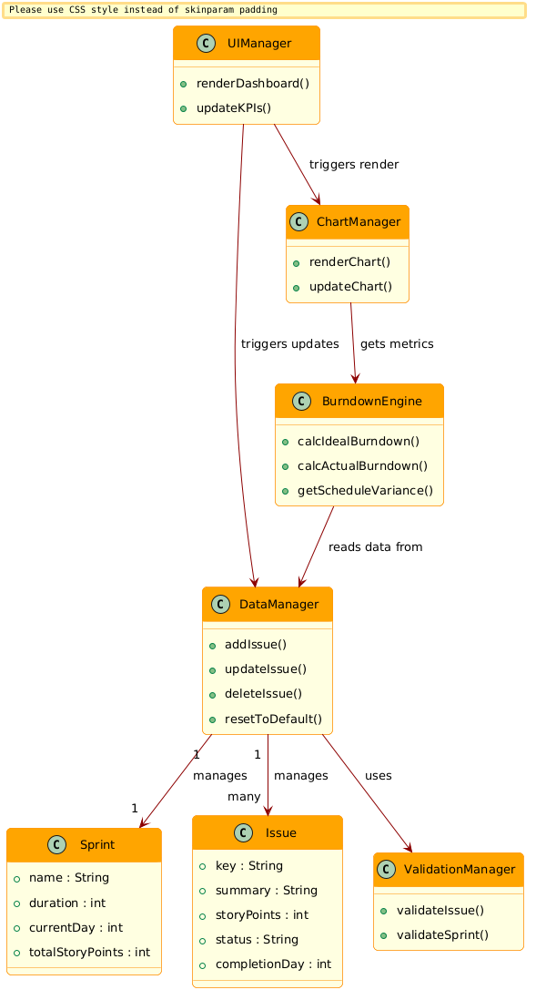 Please use CSS style instead of skinparam padding
C UIManager
renderDashboard()
updateKPIs()
triggers render
C ChartManager
renderChart()
updateChart()
triggers updates
gets metrics
C BurndownEngine
calcIdealBurndown()
calcActualBurndown()
getScheduleVariance()
reads data from
C DataManager
addIssue()
updateIssue()
deleteIssue()
resetToDefault()
1
1
manages
manages
uses
many
1
C Sprint
name : String
duration : int
currentDay : int
totalStoryPoints : int
C Issue
key : String
summary : String
storyPoints : int
status : String
completionDay : int
C ValidationManager
validateIssue()
validateSprint()